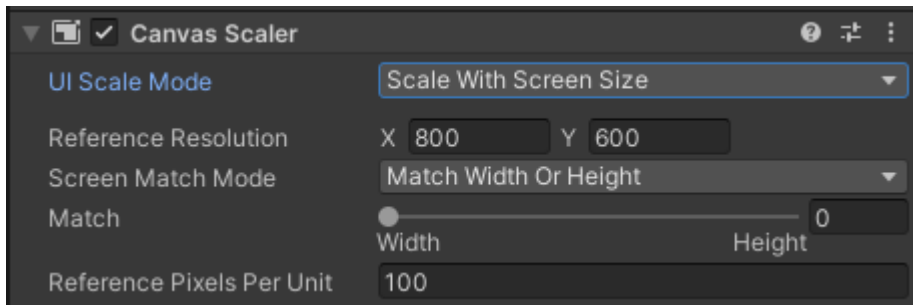 Canvas Scaler
UI Scale Mode Scale With Screen Size
Reference Resolution X 800 Y 600
Screen Match Mode Match Width Or Height
Match 0
Width Height
Reference Pixels Per Unit 100